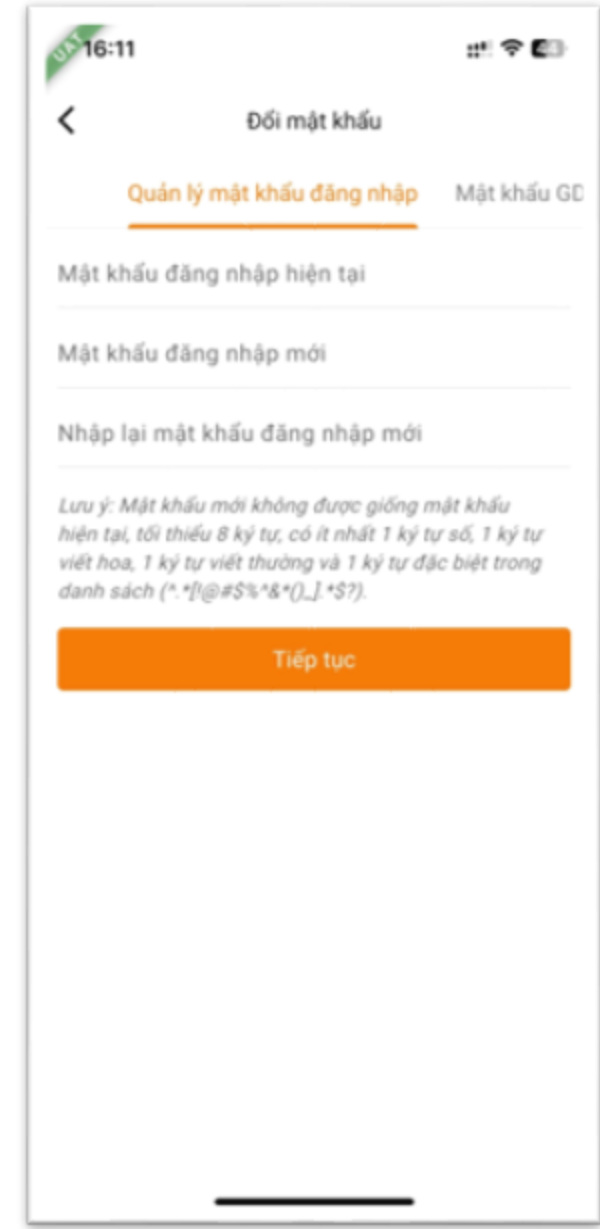 UAT
16:11
Đổi mật khẩu
Quản lý mật khẩu đăng nhập
Mật khẩu GD
Mật khẩu đăng nhập hiện tại
Mật khẩu đăng nhập mới
Nhập lại mật khẩu đăng nhập mới
Lưu ý: Mật khẩu mới không được giống mật khẩu
hiện tại, tối thiểu 8 ký tự, có ít nhất 1 ký tự số, 1 ký tự
viết hoa, 1 ký tự viết thường và 1 ký tự đặc biệt trong
danh sách (^.*[!@#$%^&*()_].*$?).
Tiếp tục